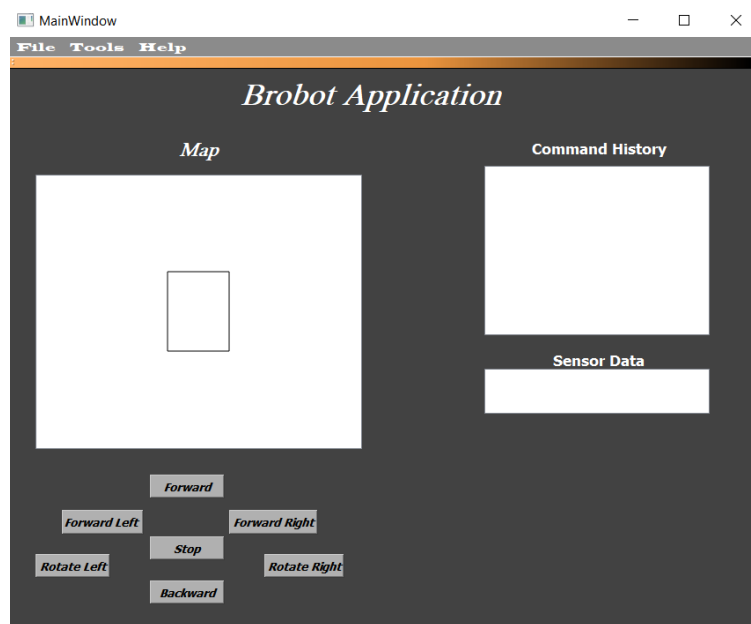 MainWindow
File Tools Help
Brobot Application
Map
Command History
Sensor Data
Forward
Forward Left
Forward Right
Stop
Rotate Left
Rotate Right
Backward